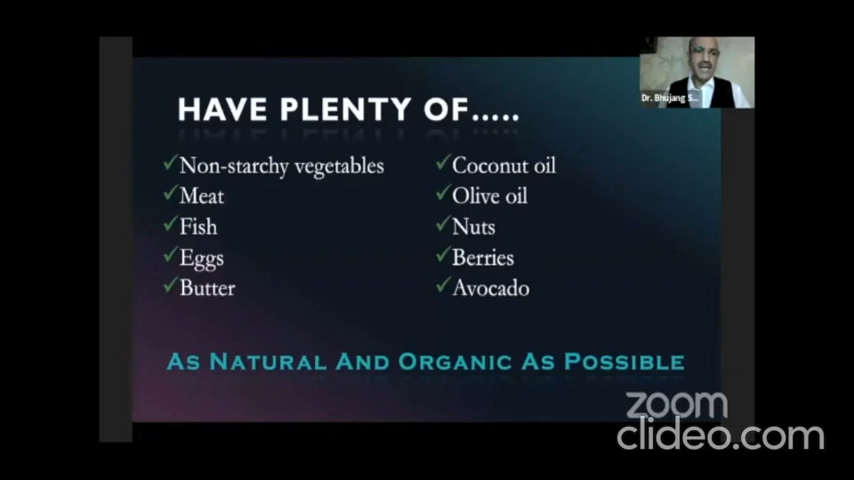 Dr. Bhujang S...
HAVE PLENTY OF.....
Non-starchy vegetables
Meat
Fish
Eggs
Butter
Coconut oil
Olive oil
Nuts
Berries
Avocado
As Natural And Organic As Possible
zoom
clideo.com